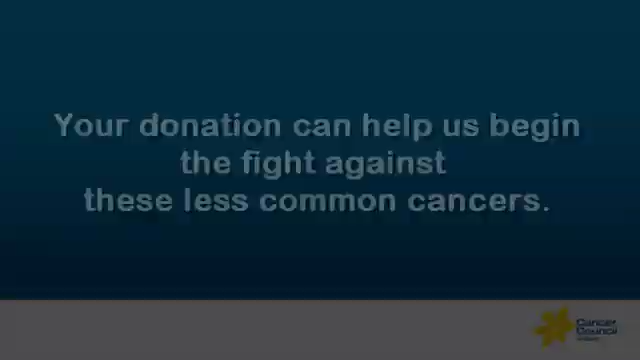 Your donation can help us begin
the fight against
these less common cancers.
Cancer
Council